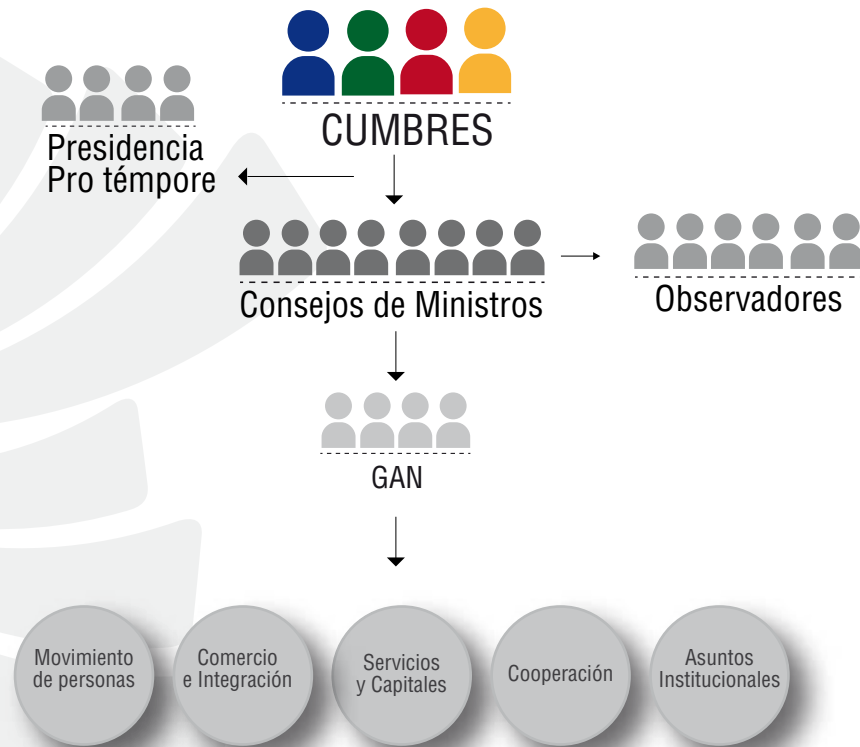 CUMBRES
Presidencia
Pro témpore
Consejos de Ministros
Observadores
GAN
Movimiento
de personas
Comercio
e Integración
Servicios
y Capitales
Cooperación
Asuntos
Institucionales